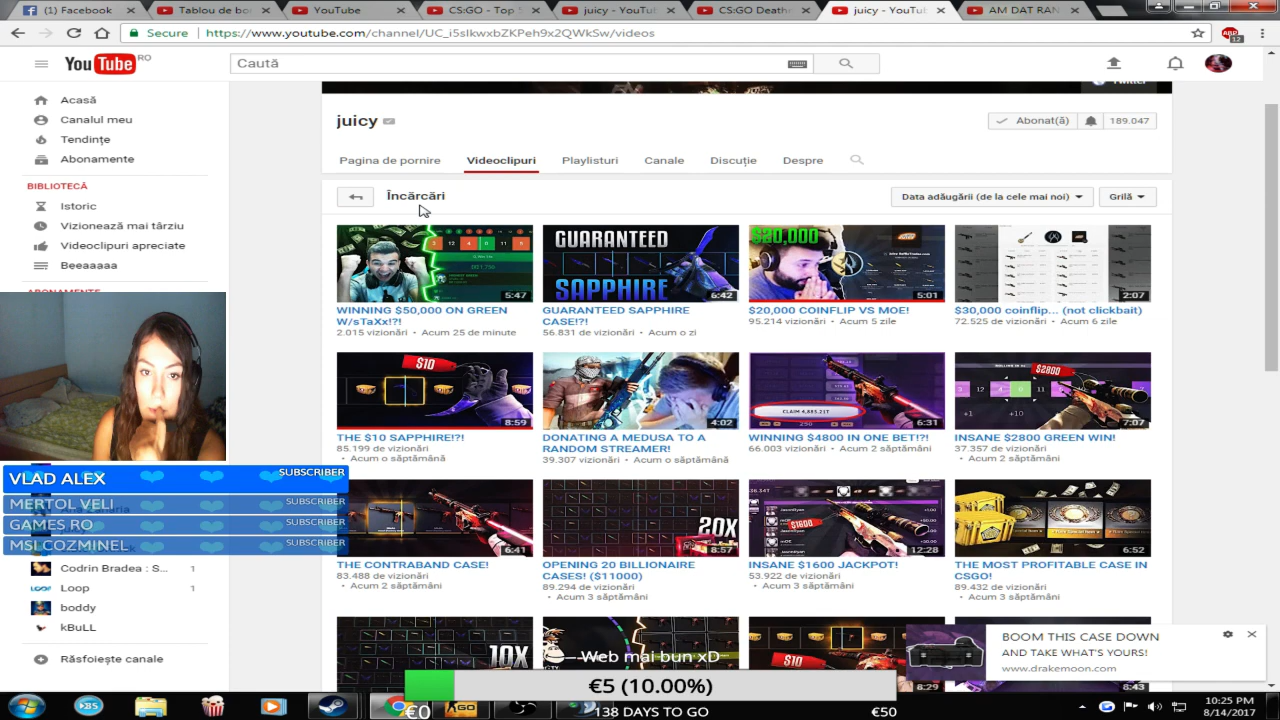 Facebook
Tablou de bo
YouTube
CS:GO - Top 5
juicy - YouTu
CS:GO Death
juicy - YouTu
AM DAT RAN
Secure
https://www.youtube.com/channel/UC_i5sIkwxbZKPeh9x2QWkSw/videos
12
YouTube RO
Caută
Acasă
Canalul meu
Tendințe
Abonamente
BIBLIOTECĂ
Istoric
Vizionează mai târziu
Videoclipuri apreciate
Beeaaaaa
Twitter
juicy
Abonat(ă)
189.047
Pagina de pornire
Videoclipuri
Playlisturi
Canale
Discuție
Despre
Încărcări
Data adăugării (de la cele mai noi)
Grilă
5:47
WINNING $50,000 ON GREEN
W/sTaXx!?!
2.015 vizionări • Acum 25 de minute
GUARANTEED
SAPPHIRE
6:42
GUARANTEED SAPPHIRE
CASE!?!
56.831 de vizionări • Acum o zi
$20,000
5:01
$20,000 COINFLIP VS MOE!
95.214 vizionări • Acum 5 zile
2:07
$30,000 coinflip... (not clickbait)
72.525 de vizionări • Acum 6 zile
$10
8:59
THE $10 SAPPHIRE!?!
85.199 de vizionări
• Acum o săptămână
4:02
DONATING A MEDUSA TO A
RANDOM STREAMER!
39.307 vizionări • Acum o săptămână
CLAIM 4,885.21T
250
6:31
WINNING $4800 IN ONE BET!?!
66.003 vizionări • Acum 2 săptămâni
$2800
+1
+10
7:07
INSANE $2800 GREEN WIN!
37.357 de vizionări
• Acum 2 săptămâni
6:41
THE CONTRABAND CASE!
83.488 de vizionări
• Acum 2 săptămâni
20X
8:57
OPENING 20 BILLIONAIRE
CASES! ($11000)
89.294 de vizionări
• Acum 3 săptămâni
$1600
12:28
INSANE $1600 JACKPOT!
53.922 de vizionări
• Acum 3 săptămâni
6:52
THE MOST PROFITABLE CASE IN
CSGO!
89.432 de vizionări
• Acum 3 săptămâni
10X
$10
8:29
8:43
VLAD ALEX SUBSCRIBER
MERTOL VELI SUBSCRIBER
GAMES RO SUBSCRIBER
MSI COZMINEL SUBSCRIBER
Codrin Bradea : S... 1
Loop 1
boddy
kBuLL
Răsfoiește canale
BOOM THIS CASE DOWN
AND TAKE WHAT'S YOURS!
www.drakemoon.com
Web mai bun xD
€5 (10.00%)
€0
138 DAYS TO GO
€50
10:25 PM
8/14/2017